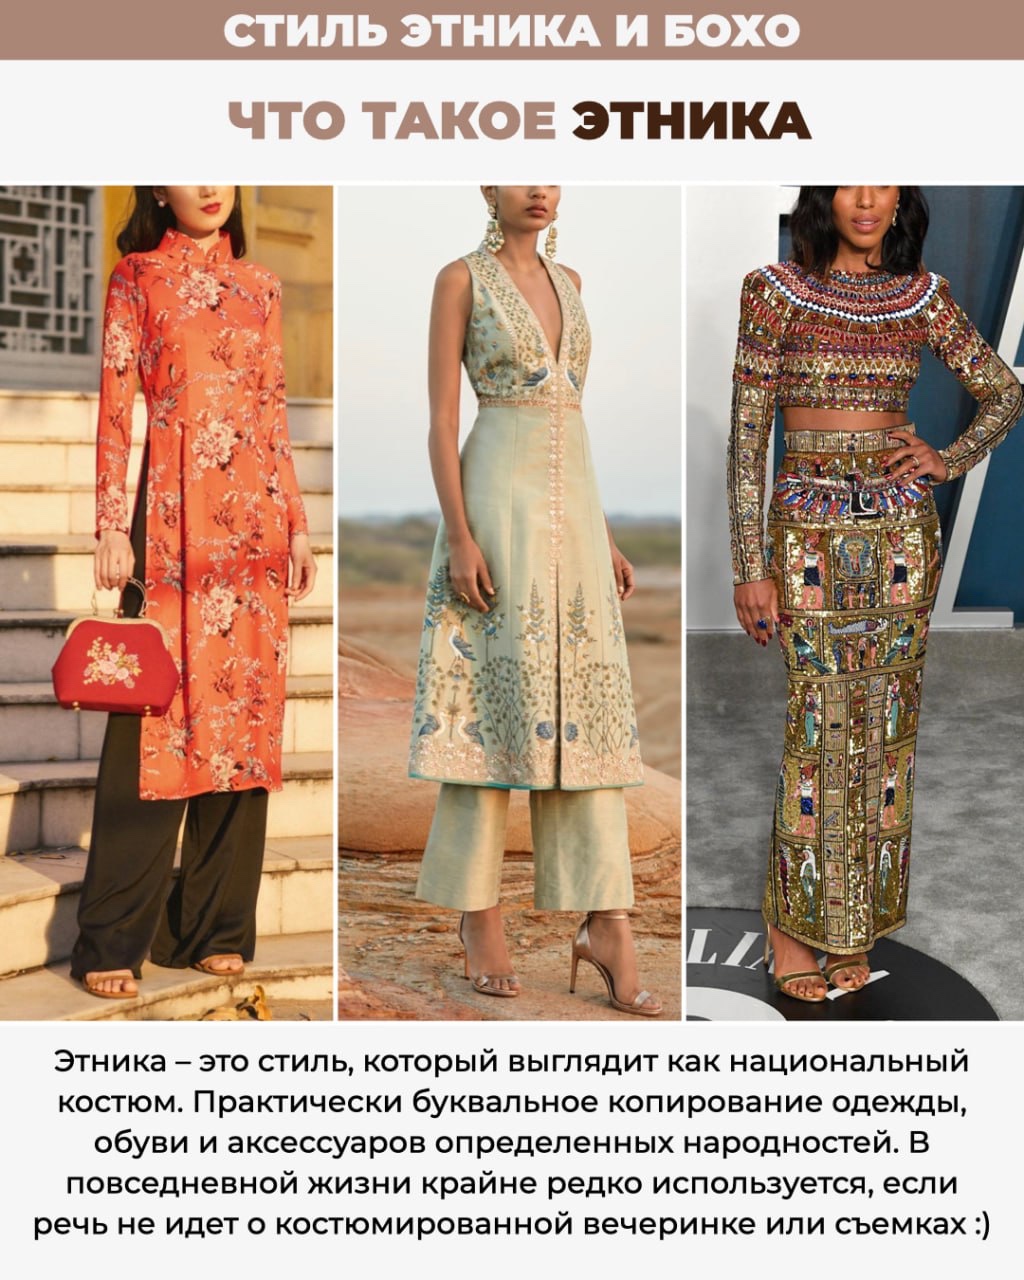 СТИЛЬ ЭТНИКА И БОХО
ЧТО ТАКОЕ ЭТНИКА
Этника – это стиль, который выглядит как национальный
костюм. Практически буквальное копирование одежды,
обуви и аксессуаров определенных народностей. В
повседневной жизни крайне редко используется, если
речь не идет о костюмированной вечеринке или съемках :)